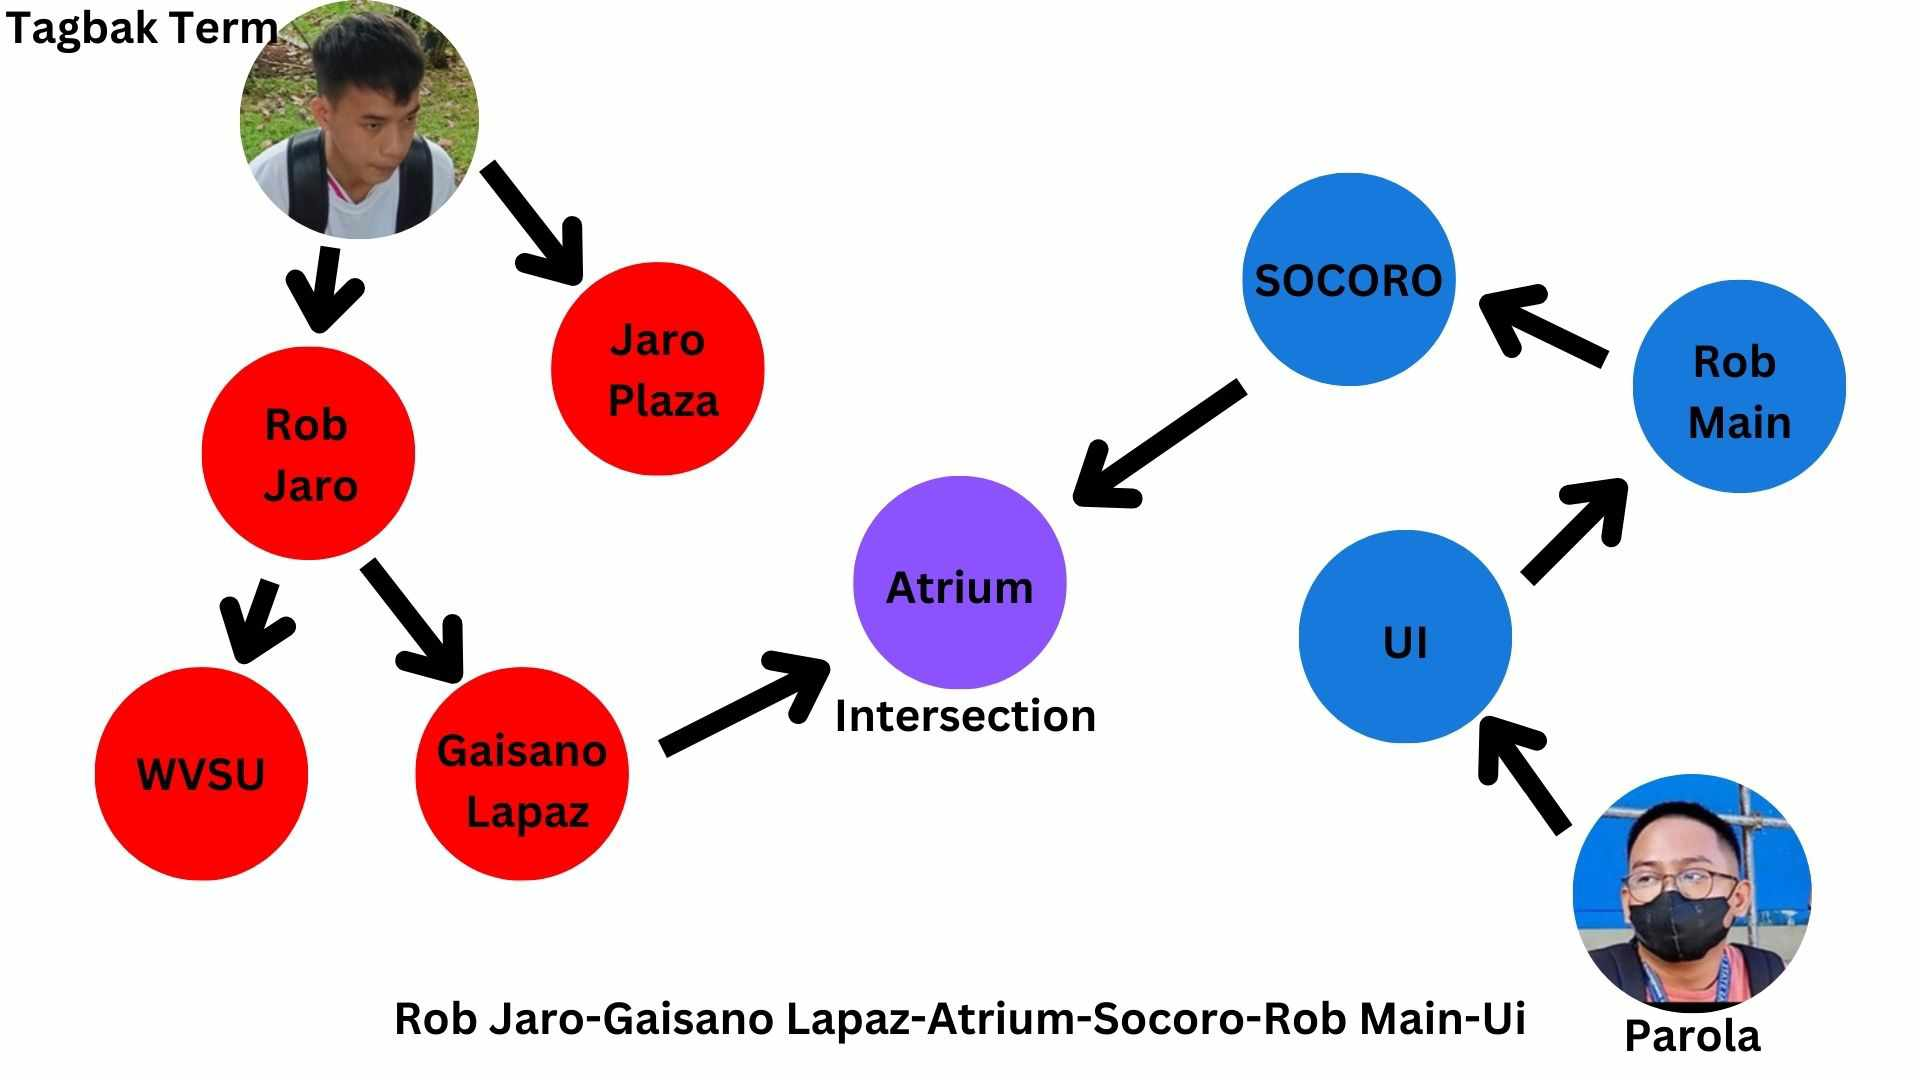 Tagbak Term
Jaro
Plaza
SOCORO
Rob
Main
Rob
Jaro
Atrium
Intersection
UI
WVSU
Gaisano
Lapaz
Rob Jaro-Gaisano Lapaz-Atrium-Socoro-Rob Main-Ui
Parola